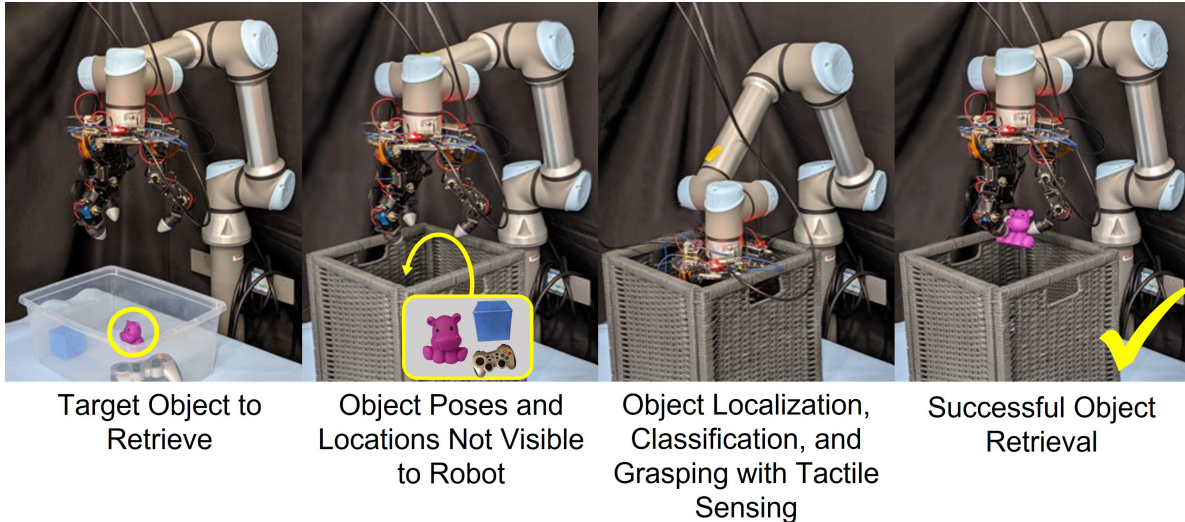 Target Object to
Retrieve
Object Poses and
Locations Not Visible
to Robot
Object Localization,
Classification, and
Grasping with Tactile
Sensing
Successful Object
Retrieval